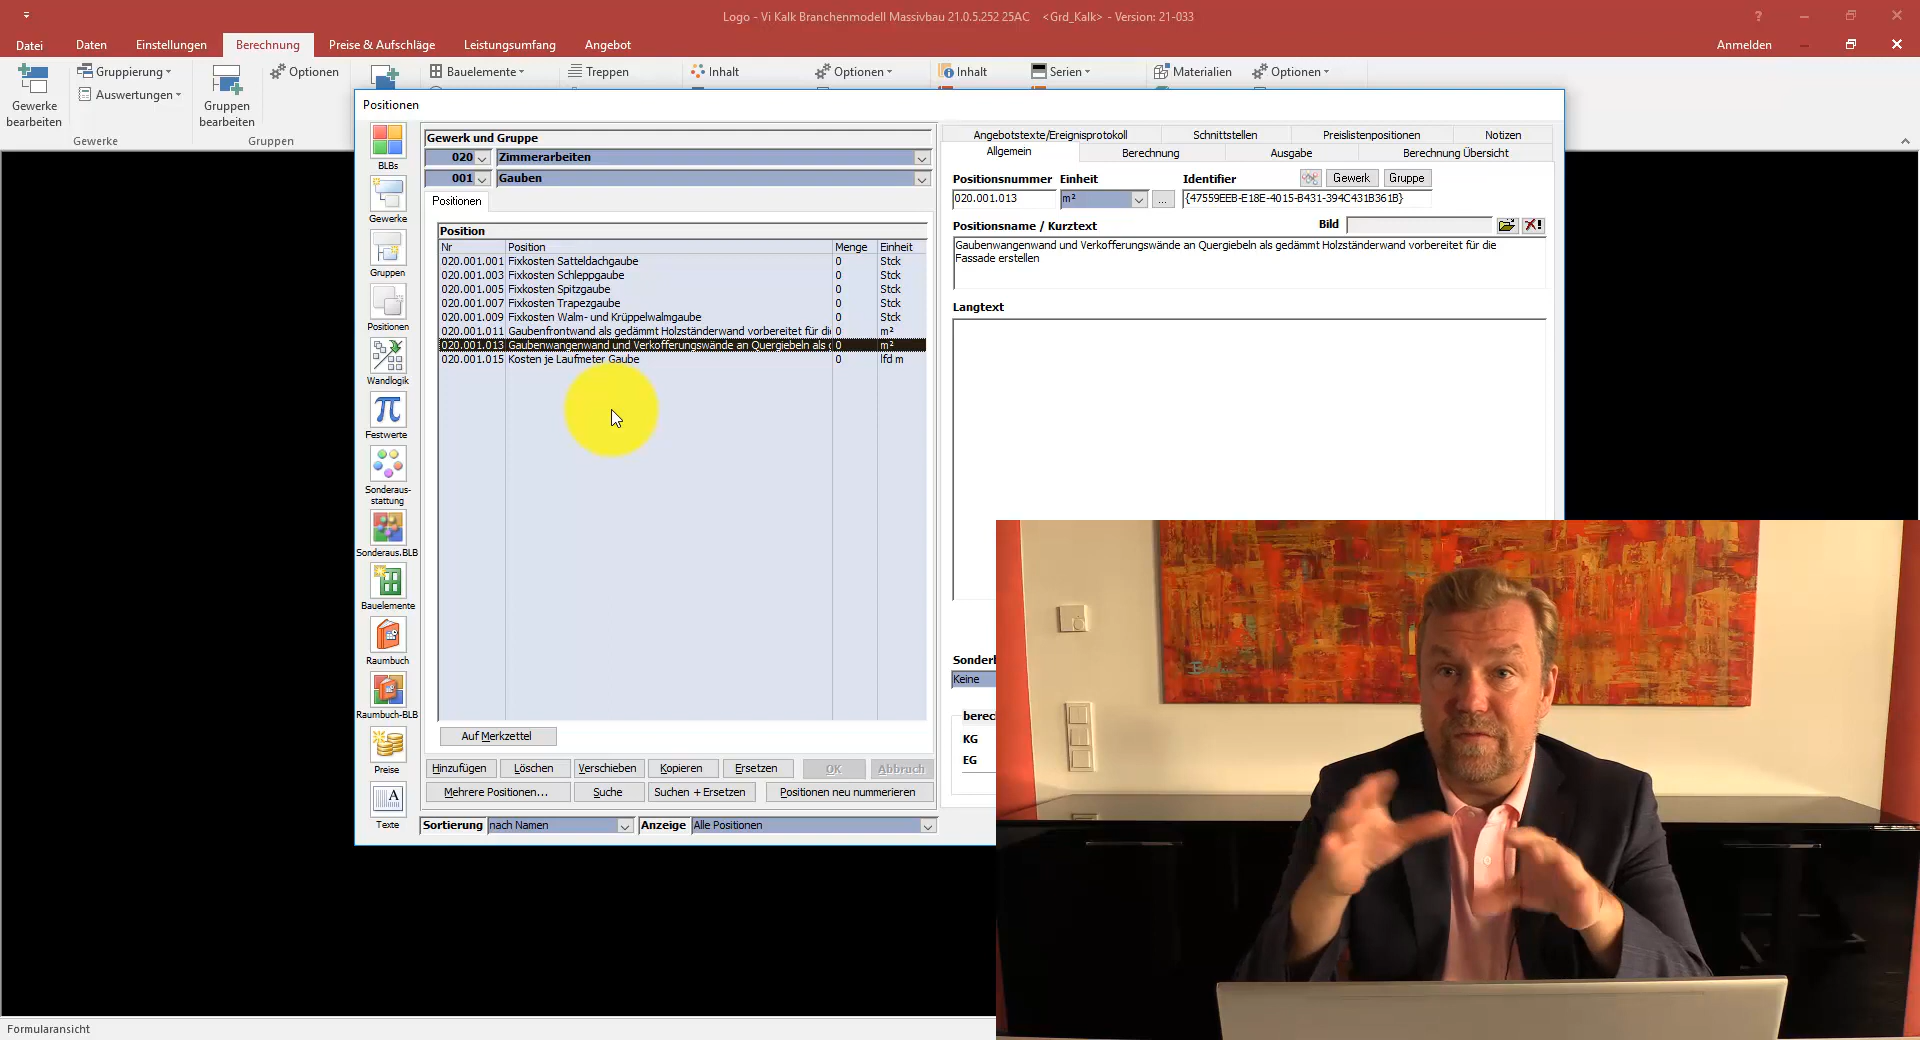 Logo - Vi Kalk Branchenmodell Massivbau 21.0.5.252 25AC <Grd_Kalk> - Version: 21-033
Datei Daten Einstellungen Berechnung Preise & Aufschläge Leistungsumfang Angebot Anmelden
Gruppierung Optionen Bauelemente Treppen Inhalt Optionen Inhalt Serien Materialien Optionen
Gewerke bearbeiten
Auswertungen
Gruppen bearbeiten
Gewerke Gruppen
Positionen
BLBs
Gewerke
Gruppen
Positionen
Wandlogik
Festwerte
Sonderaus-
stattung
Sonderaus.BLB
Bauelemente
Raumbuch
Raumbuch-BLB
Preise
Texte
Gewerk und Gruppe
020 Zimmerarbeiten
001 Gauben
Positionen
Position
Nr Position Menge Einheit
020.001.001 Fixkosten Satteldachgaube 0 Stck
020.001.003 Fixkosten Schleppgaube 0 Stck
020.001.005 Fixkosten Spitzgaube 0 Stck
020.001.007 Fixkosten Trapezgaube 0 Stck
020.001.009 Fixkosten Walm- und Krüppelwalmgaube 0 Stck
020.001.011 Gaubenfrontwand als gedämmt Holzständerwand vorbereitet für di 0 m²
020.001.013 Gaubenwangenwand und Verkofferungswände an Quergiebeln als 0 m²
020.001.015 Kosten je Laufmeter Gaube 0 lfd m
Auf Merkzettel
Hinzufügen Löschen Verschieben Kopieren Ersetzen OK Abbruch
Mehrere Positionen... Suche Suchen + Ersetzen Positionen neu nummerieren
Sortierung nach Namen Anzeige Alle Positionen
Angebotstexte/Ereignisprotokoll Schnittstellen Preislistenpositionen Notizen
Allgemein Berechnung Ausgabe Berechnung Übersicht
Positionsnummer Einheit Identifier Gewerk Gruppe
020.001.013 m² ... {47559EEB-E18E-4015-B431-394C431B361B}
Positionsname / Kurztext Bild
Gaubenwangenwand und Verkofferungswände an Quergiebeln als gedämmt Holzständerwand vorbereitet für die
Fassade erstellen
Langtext
Keine
KG
EG
Formularansicht